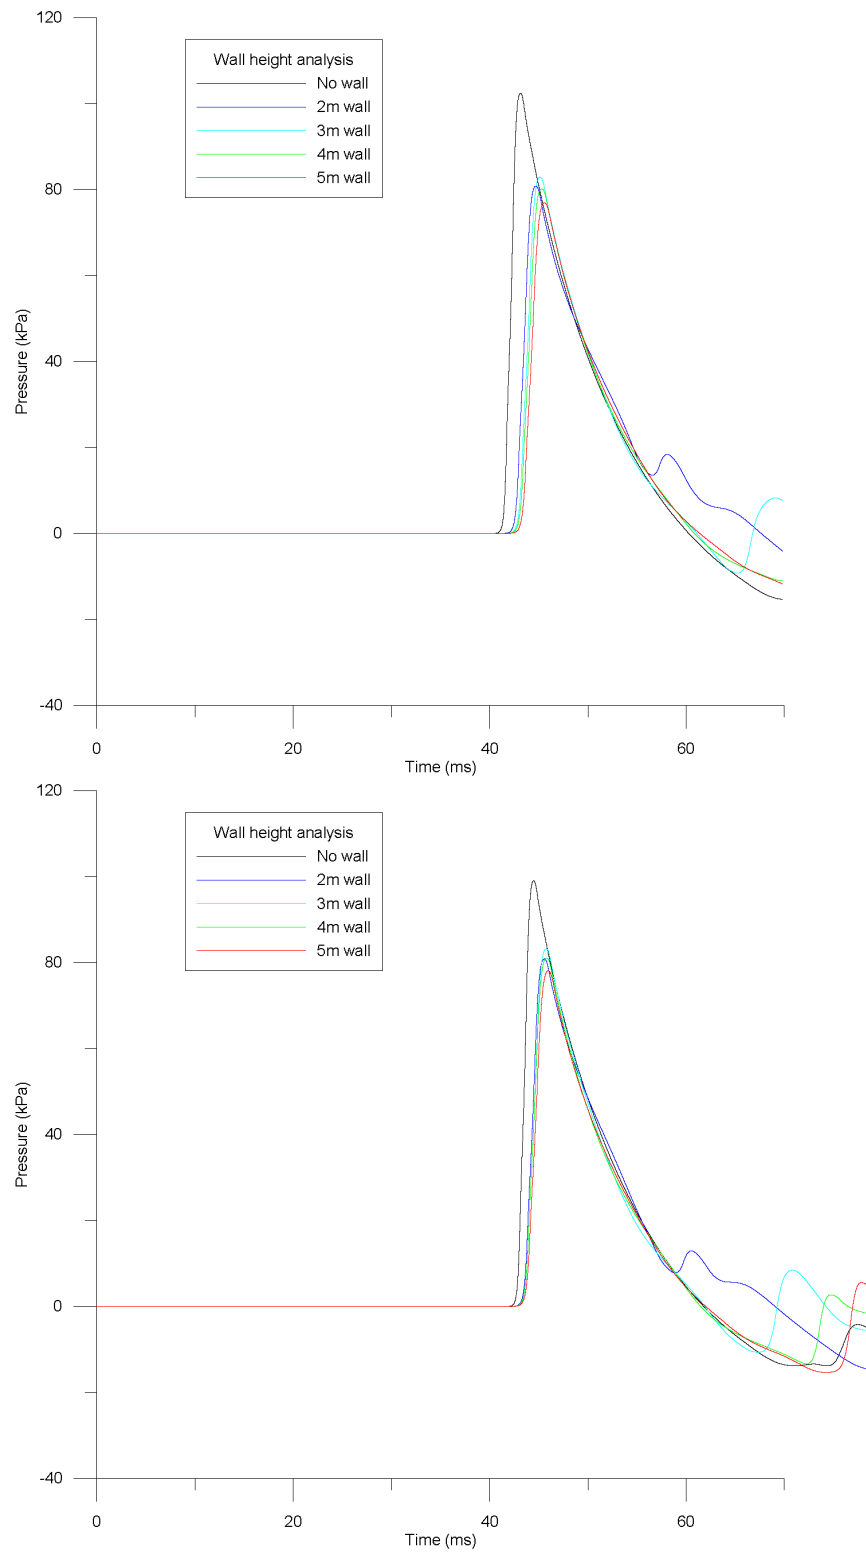 120
Wall height analysis
No wall
2m wall
3m wall
4m wall
5m wall
80
Pressure (kPa)
40
0
-40
0 20 40 60
Time (ms)
120
Wall height analysis
No wall
2m wall
3m wall
4m wall
5m wall
80
Pressure (kPa)
40
0
-40
0 20 40 60
Time (ms)